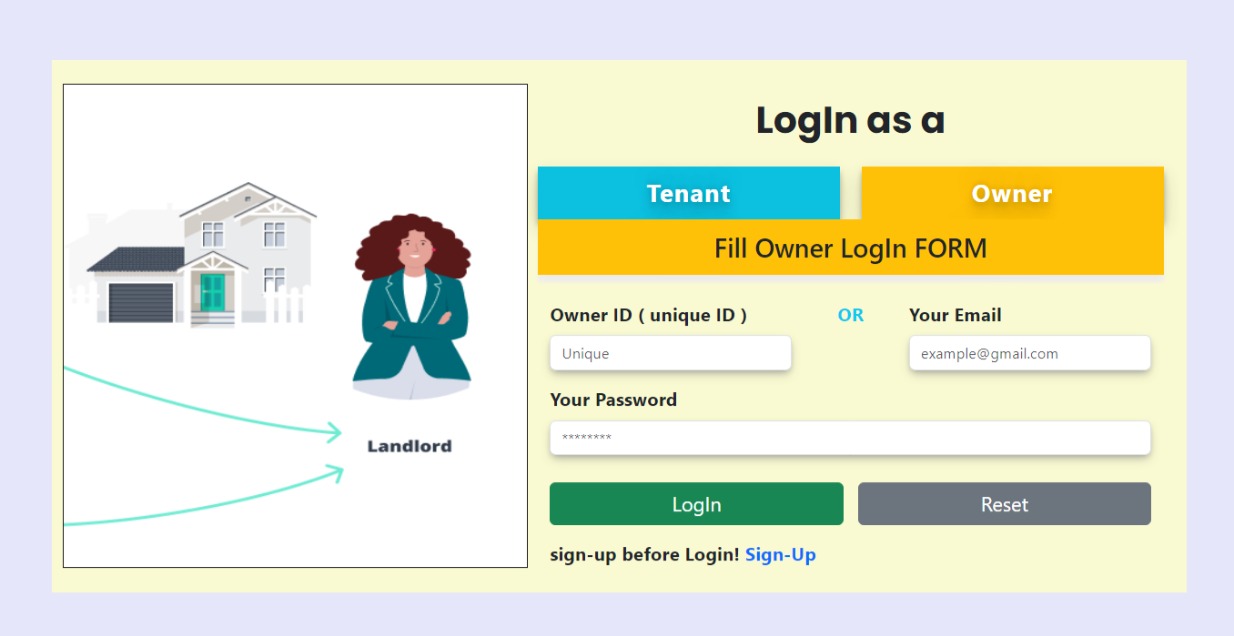 LogIn as a
Tenant
Owner
Fill Owner LogIn FORM
Owner ID ( unique ID )
OR
Your Email
Unique
example@gmail.com
Your Password
********
Landlord
LogIn
Reset
sign-up before Login! Sign-Up